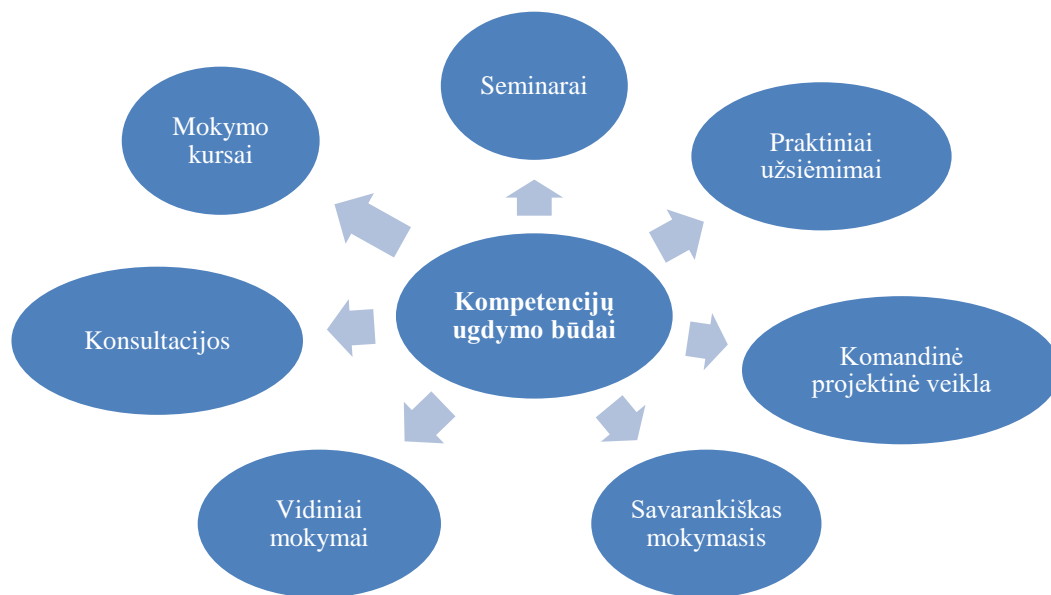 Seminarai
Mokymo
kursai
Praktiniai
užsiėmimai
Kompetencijų
ugdymo būdai
Konsultacijos
Komandinė
projektinė veikla
Vidiniai
mokymai
Savarankiškas
mokymasis